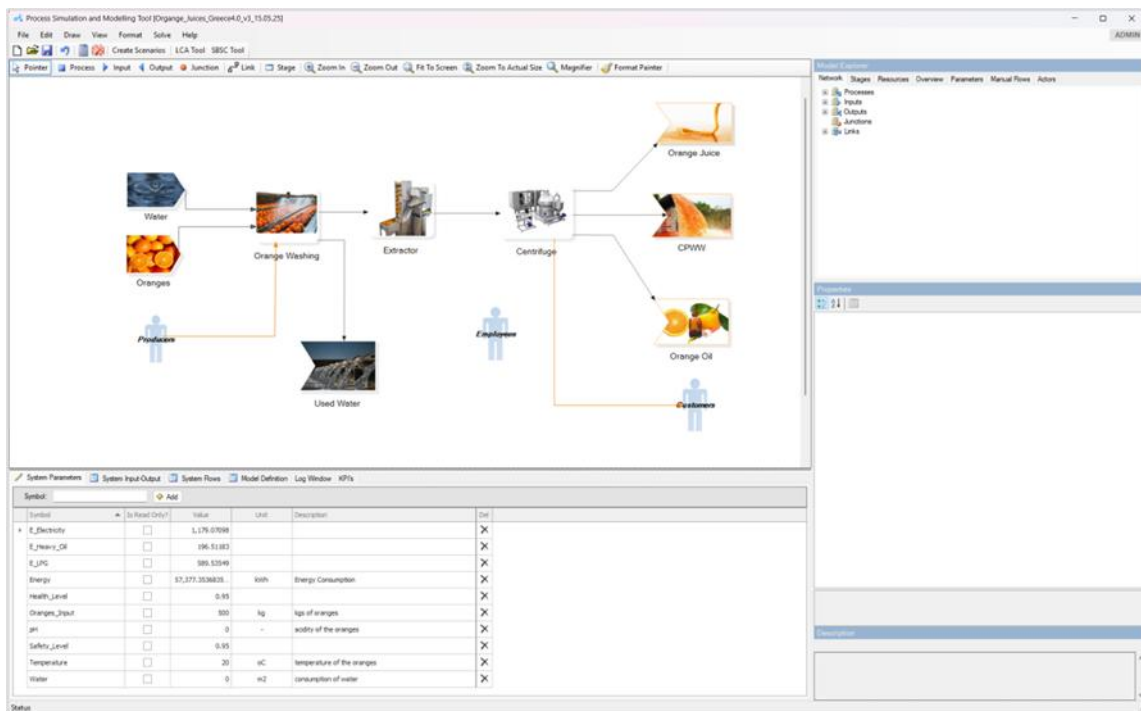 Process Simulation and Modelling Tool [Organge_Juices_Greece4.0_v3_15.05.25]
File Edit Draw View Format Solve Help
ADMIN
Create Scenarios LCA Tool SBSC Tool
Pointer Process Input Output Junction Link Stage Zoom In Zoom Out Fit To Screen Zoom To Actual Size Magnifier Format Painter
Water
Oranges
Producers
Orange Washing
Used Water
Extractor
Employees
Centrifuge
Orange Juice
CPWW
Orange Oil
Customers
Model Explorer
Network Stages Resources Overview Parameters Manual Flows Actors
Processes
Inputs
Outputs
Junctions
Links
Properties
Description
System Parameters System Input-Output System Flows Model Definition Log Window KPI's
Symbol: Add
Symbol Is Read Only? Value Unit Description Del
E_Electricity 1,179.07098
E_Heavy_Oil 196.51183
E_LPG 589.53549
Energy 57,377.3536835... kWh Energy Consumption
Health_Level 0.95
Oranges_Input 500 kg kgs of oranges
pH 0 - acidity of the oranges
Safety_Level 0.95
Temperature 20 oC temperature of the oranges
Water 0 m2 consumption of water
Status